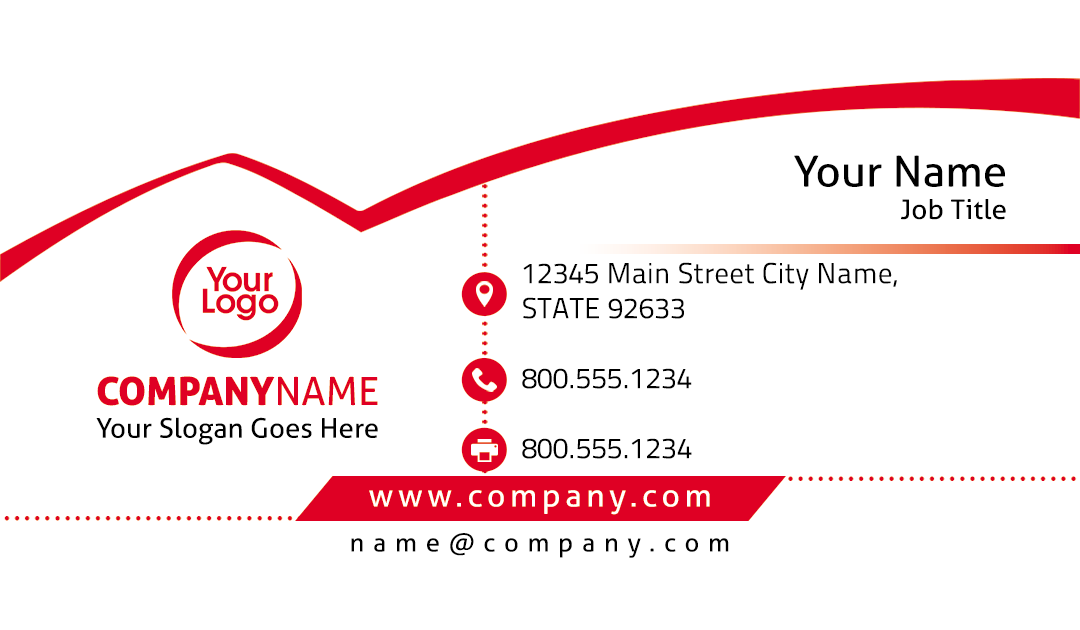 Your Name
Job Title
Your
Logo
COMPANYNAME
Your Slogan Goes Here
12345 Main Street City Name,
STATE 92633
800.555.1234
800.555.1234
www.company.com
name@company.com